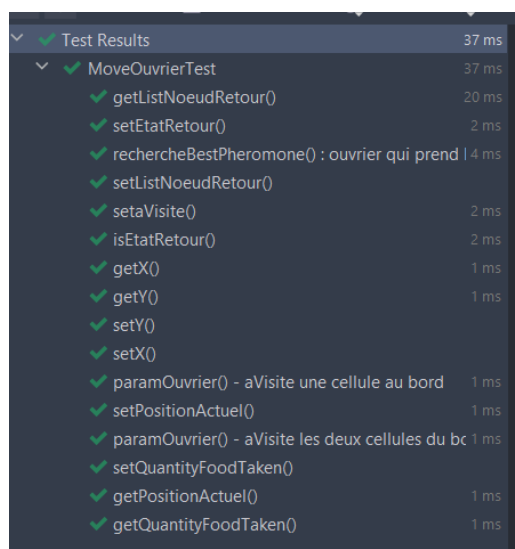 Test Results 37 ms
MoveOuvrierTest 37 ms
getListNoeudRetour() 20 ms
setEtatRetour() 2 ms
rechercheBestPheromone() : ouvrier qui prend l 4 ms
setListNoeudRetour()
setaVisite() 2 ms
isEtatRetour() 2 ms
getX() 1 ms
getY() 1 ms
setY()
setX()
paramOuvrier() - aVisite une cellule au bord 1 ms
setPositionActuel() 1 ms
paramOuvrier() - aVisite les deux cellules du bc 1 ms
setQuantityFoodTaken()
getPositionActuel() 1 ms
getQuantityFoodTaken() 1 ms